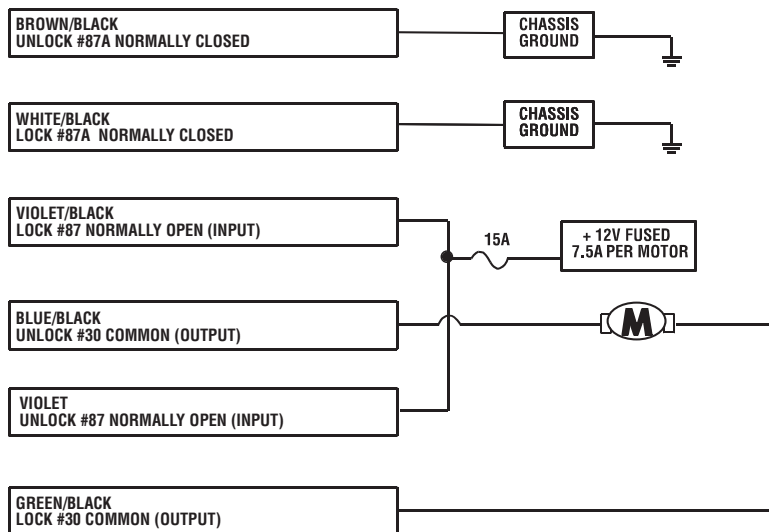 BROWN/BLACK
UNLOCK #87A NORMALLY CLOSED
CHASSIS
GROUND
WHITE/BLACK
LOCK #87A NORMALLY CLOSED
CHASSIS
GROUND
VIOLET/BLACK
LOCK #87 NORMALLY OPEN (INPUT)
15A
+ 12V FUSED
7.5A PER MOTOR
BLUE/BLACK
UNLOCK #30 COMMON (OUTPUT)
M
VIOLET
UNLOCK #87 NORMALLY OPEN (INPUT)
GREEN/BLACK
LOCK #30 COMMON (OUTPUT)